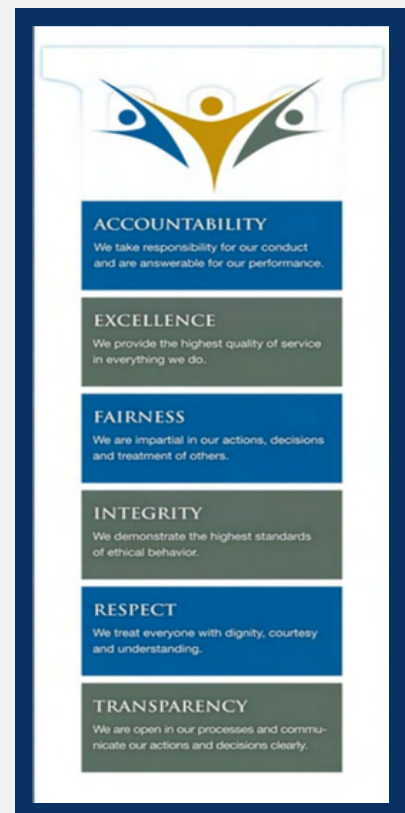 ACCOUNTABILITY
We take responsibility for our conduct
and are answerable for our performance.
EXCELLENCE
We provide the highest quality of service
in everything we do.
FAIRNESS
We are impartial in our actions, decisions
and treatment of others.
INTEGRITY
We demonstrate the highest standards
of ethical behavior.
RESPECT
We treat everyone with dignity, courtesy
and understanding.
TRANSPARENCY
We are open in our processes and commu-
nicate our actions and decisions clearly.